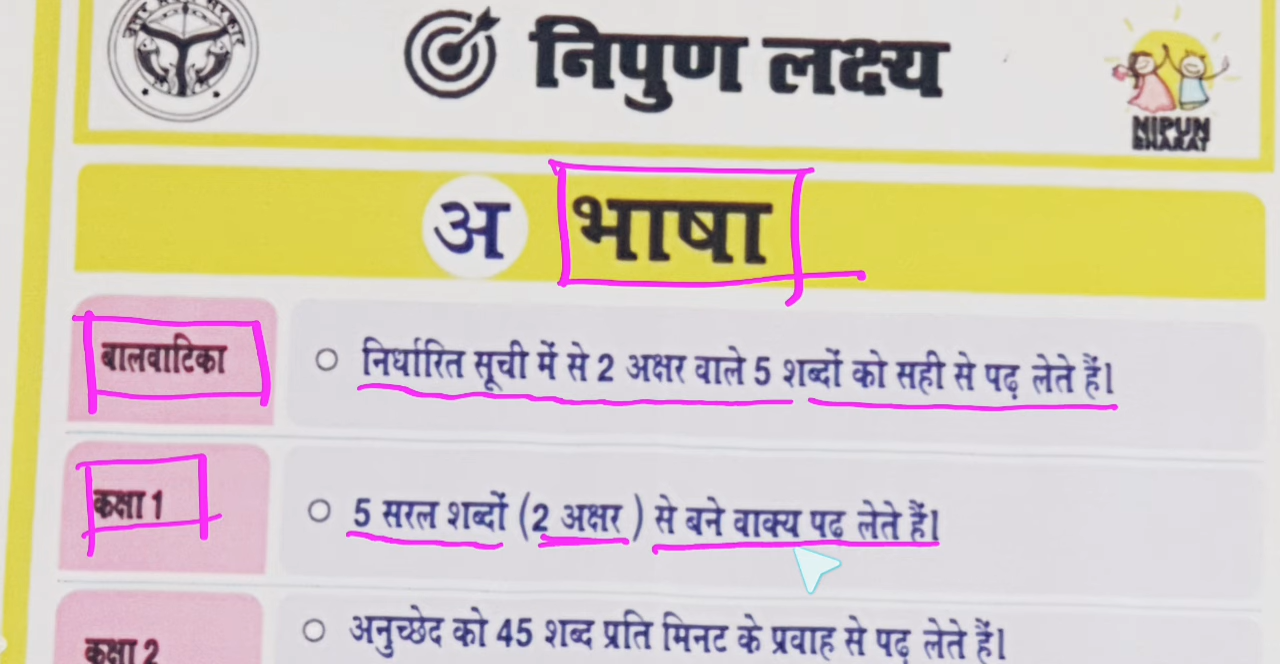 निपुण लक्ष्य
NIPUN
BHARAT
अ भाषा
बालवाटिका
निर्धारित सूची में से 2 अक्षर वाले 5 शब्दों को सही से पढ़ लेते हैं।
कक्षा 1
5 सरल शब्दों (2 अक्षर ) से बने वाक्य पढ़ लेते हैं।
कक्षा 2
अनुच्छेद को 45 शब्द प्रति मिनट के प्रवाह से पढ़ लेते हैं।